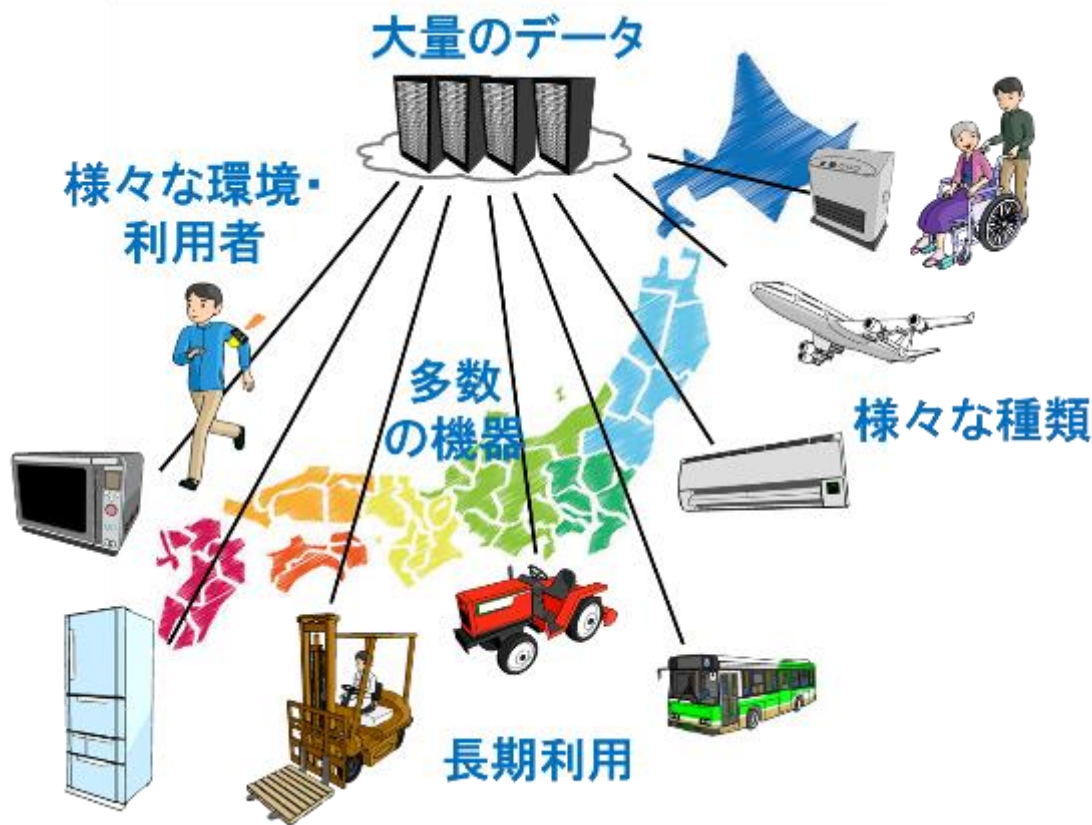 大量のデータ
様々な環境・
利用者
多数
の機器
様々な種類
長期利用